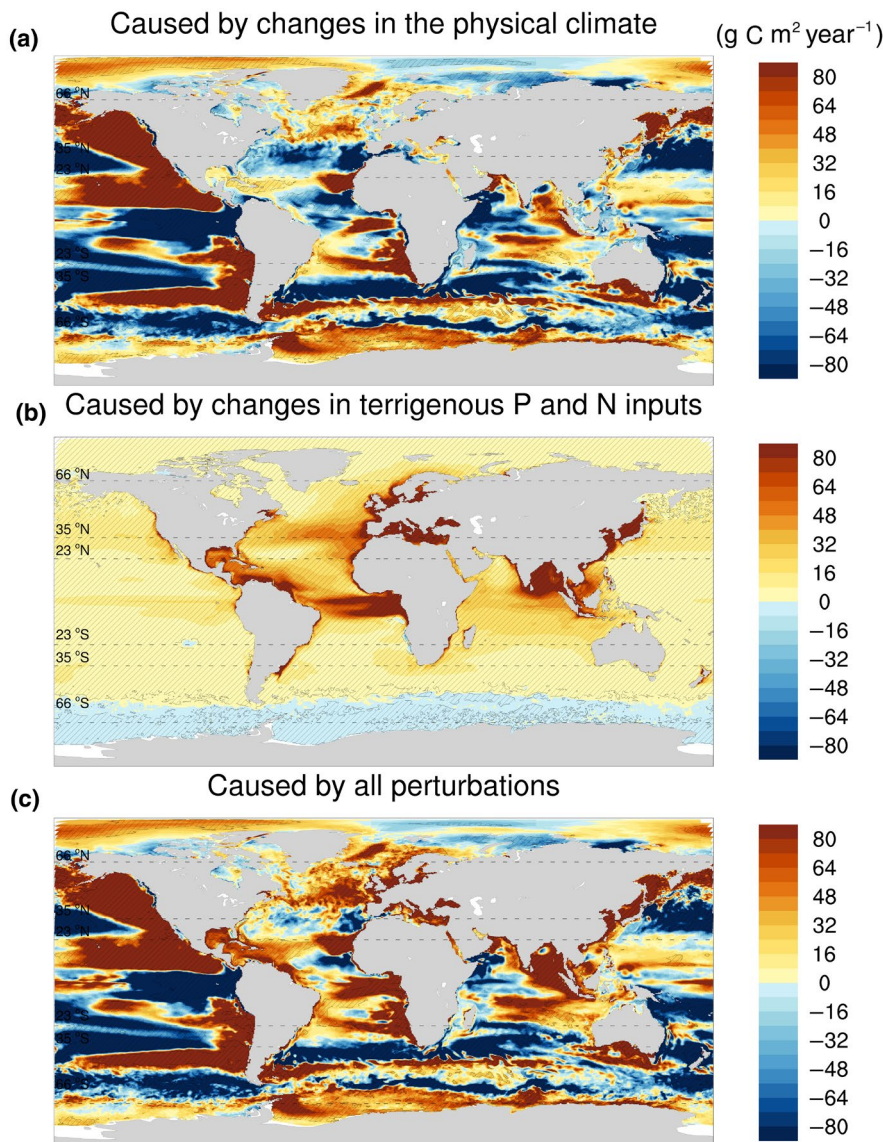 (a) Caused by changes in the physical climate (g C m² year⁻¹)
66 °N
35 °N
23 °N
23 °S
35 °S
66 °S
80
64
48
32
16
0
−16
−32
−48
−64
−80
(b) Caused by changes in terrigenous P and N inputs
66 °N
35 °N
23 °N
23 °S
35 °S
66 °S
80
64
48
32
16
0
−16
−32
−48
−64
−80
(c) Caused by all perturbations
66 °N
35 °N
23 °N
23 °S
35 °S
66 °S
80
64
48
32
16
0
−16
−32
−48
−64
−80